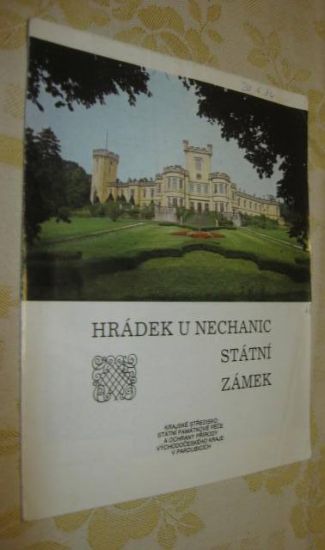 HRÁDEK U NECHANIC
STÁTNÍ
ZÁMEK
KRAJSKÉ STŘEDISKO
STÁTNÍ PAMÁTKOVÉ PÉČE
A OCHRANY PŘÍRODY
VÝCHODOČESKÉHO KRAJE
V PARDUBICÍCH